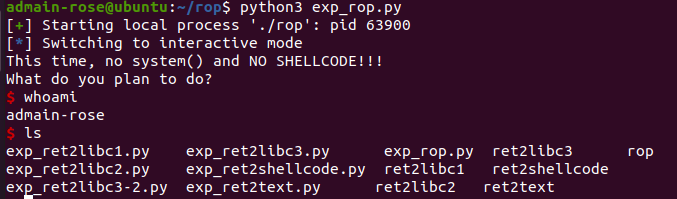 admain-rose@ubuntu:~/rop$ python3 exp_rop.py
[+] Starting local process './rop': pid 63900
[*] Switching to interactive mode
This time, no system() and NO SHELLCODE!!!
What do you plan to do?
$ whoami
admain-rose
$ ls
exp_ret2libc1.py    exp_ret2libc3.py      exp_rop.py  ret2libc3      rop
exp_ret2libc2.py    exp_ret2shellcode.py  ret2libc1   ret2shellcode
exp_ret2libc3-2.py  exp_ret2text.py       ret2libc2   ret2text